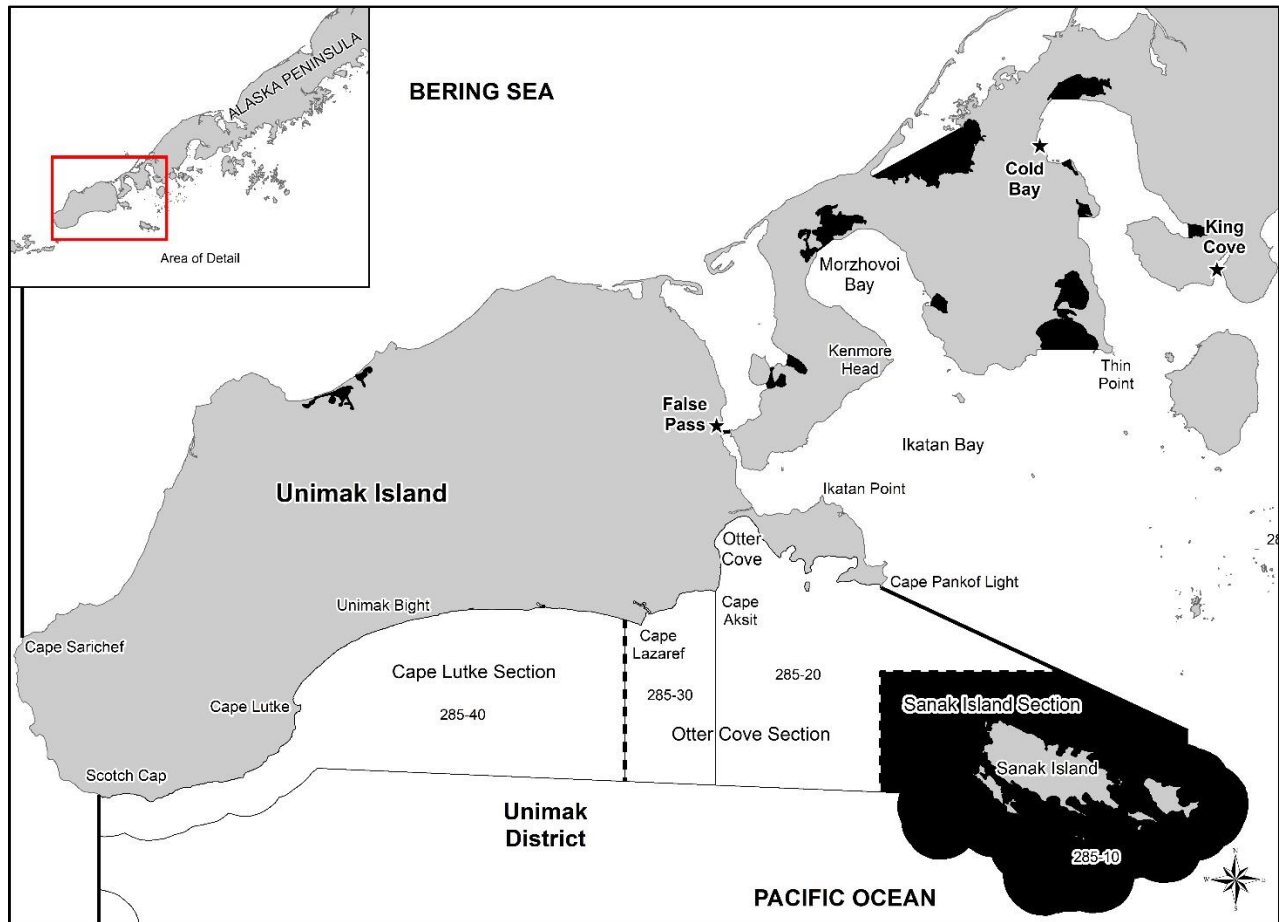 BERING SEA
ALASKA PENINSULA
Area of Detail
Cold
Bay
King
Cove
Morzhovoi
Bay
Kenmore
Head
Thin
Point
False
Pass
Ikatan Bay
Unimak Island
Ikatan Point
Otter
Cove
Cape Pankof Light
Unimak Bight
Cape
Aksit
Cape Sarichef
Cape
Lazaref
Cape Lutke Section
285-30
285-20
Sanak Island Section
Cape Lutke
285-40
Otter Cove Section
Sanak Island
Scotch Cap
Unimak
District
285-10
PACIFIC OCEAN
N
W
E
S